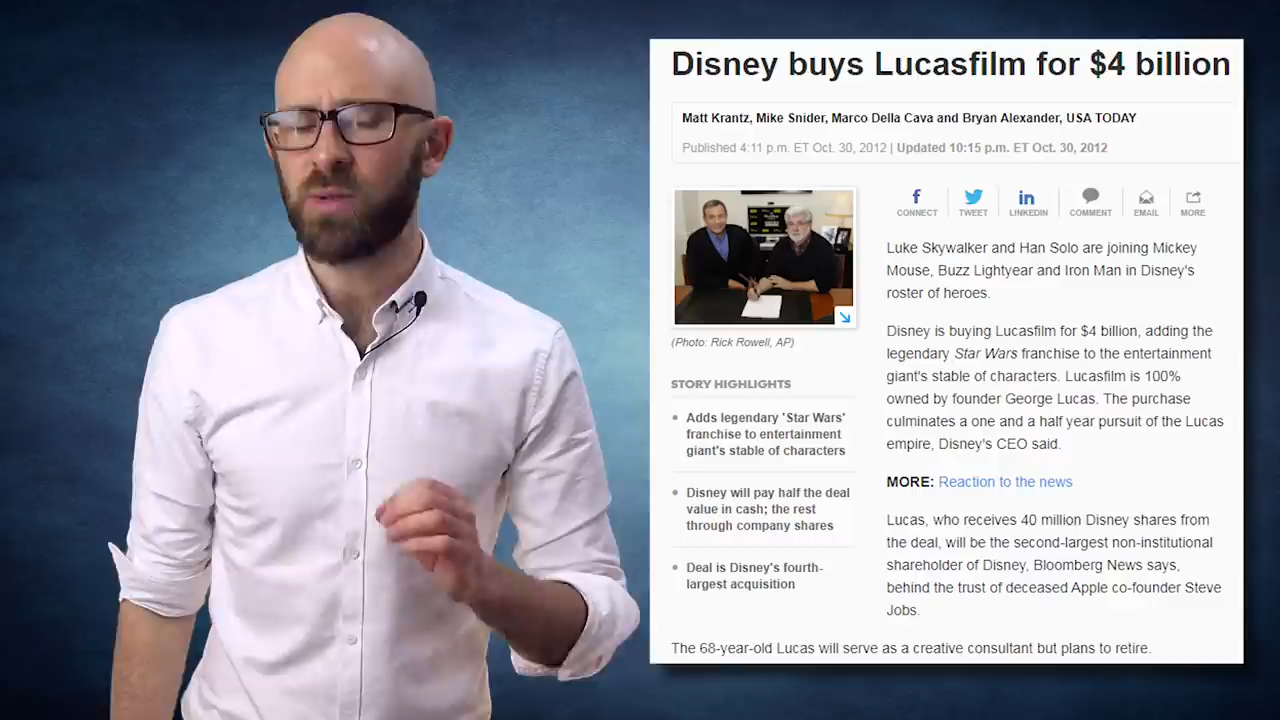 Disney buys Lucasfilm for $4 billion
Matt Krantz, Mike Snider, Marco Della Cava and Bryan Alexander, USA TODAY
Published 4:11 p.m. ET Oct. 30, 2012 | Updated 10:15 p.m. ET Oct. 30, 2012
CONNECT TWEET LINKEDIN COMMENT EMAIL MORE
(Photo: Rick Rowell, AP)
STORY HIGHLIGHTS
Adds legendary 'Star Wars'
franchise to entertainment
giant's stable of characters
Disney will pay half the deal
value in cash; the rest
through company shares
Deal is Disney's fourth-
largest acquisition
Luke Skywalker and Han Solo are joining Mickey
Mouse, Buzz Lightyear and Iron Man in Disney's
roster of heroes.
Disney is buying Lucasfilm for $4 billion, adding the
legendary Star Wars franchise to the entertainment
giant's stable of characters. Lucasfilm is 100%
owned by founder George Lucas. The purchase
culminates a one and a half year pursuit of the Lucas
empire, Disney's CEO said.
MORE: Reaction to the news
Lucas, who receives 40 million Disney shares from
the deal, will be the second-largest non-institutional
shareholder of Disney, Bloomberg News says,
behind the trust of deceased Apple co-founder Steve
Jobs.
The 68-year-old Lucas will serve as a creative consultant but plans to retire.